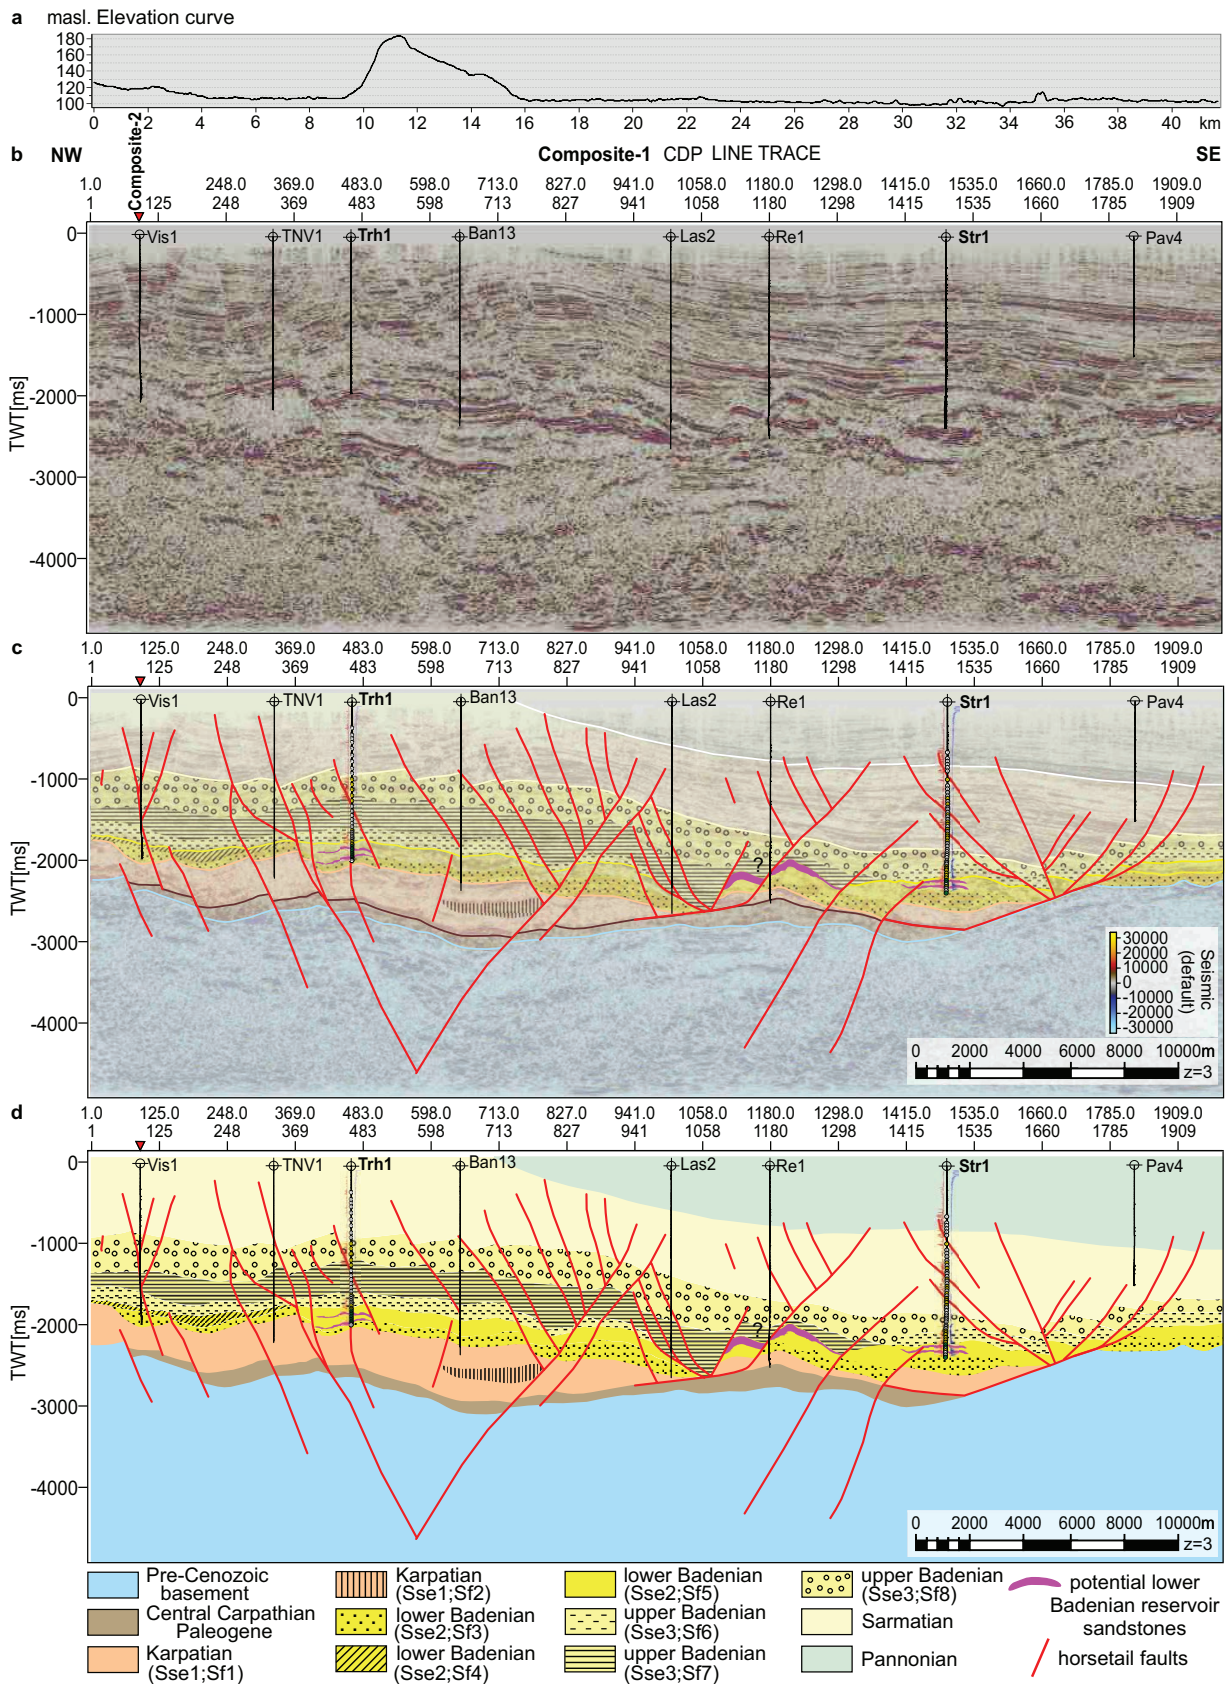 a masl. Elevation curve
180
160
140
120
100
0 2 4 6 8 10 12 14 16 18 20 22 24 26 28 30 32 34 36 38 40 km
Composite-2
b NW Composite-1 CDP LINE TRACE SE
1.0 248.0 369.0 483.0 598.0 713.0 827.0 941.0 1058.0 1180.0 1298.0 1415.0 1535.0 1660.0 1785.0 1909.0
1 125 248 369 483 598 713 827 941 1058 1180 1298 1415 1535 1660 1785 1909
0
Vis1 TNV1 Trh1 Ban13 Las2 Re1 Str1 Pav4
-1000
-2000
-3000
-4000
TWT[ms]
c
1.0 125.0 248.0 369.0 483.0 598.0 713.0 827.0 941.0 1058.0 1180.0 1298.0 1415.0 1535.0 1660.0 1785.0 1909.0
1 125 248 369 483 598 713 827 941 1058 1180 1298 1415 1535 1660 1785 1909
0
Vis1 TNV1 Trh1 Ban13 Las2 Re1 Str1 Pav4
-1000
-2000
-3000
-4000
TWT[ms]
?
30000
20000
10000
0
-10000
-20000
-30000
Seismic
(default)
0 2000 4000 6000 8000 10000m
z=3
d
1.0 125.0 248.0 369.0 483.0 598.0 713.0 827.0 941.0 1058.0 1180.0 1298.0 1415.0 1535.0 1660.0 1785.0 1909.0
1 125 248 369 483 598 713 827 941 1058 1180 1298 1415 1535 1660 1785 1909
0
Vis1 TNV1 Trh1 Ban13 Las2 Re1 Str1 Pav4
-1000
-2000
-3000
-4000
TWT[ms]
?
0 2000 4000 6000 8000 10000m
z=3
Pre-Cenozoic
basement
Central Carpathian
Paleogene
Karpatian
(Sse1;Sf1)
Karpatian
(Sse1;Sf2)
lower Badenian
(Sse2;Sf3)
lower Badenian
(Sse2;Sf4)
lower Badenian
(Sse2;Sf5)
upper Badenian
(Sse3;Sf6)
upper Badenian
(Sse3;Sf7)
upper Badenian
(Sse3;Sf8)
Sarmatian
Pannonian
potential lower
Badenian reservoir
sandstones
horsetail faults